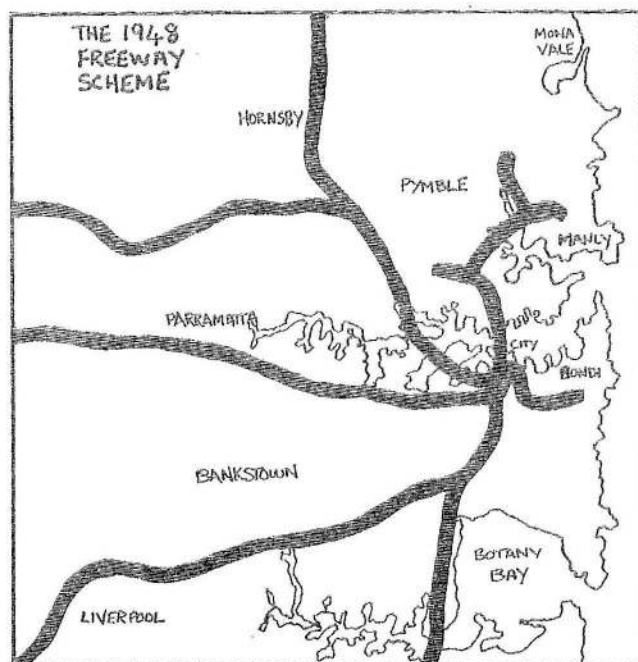 THE 1948
FREEWAY
SCHEME
MONA
VALE
HORNSBY
PYMBLE
MANLY
PARRAMATTA
CITY
BONDI
BANKSTOWN
BOTANY
BAY
LIVERPOOL